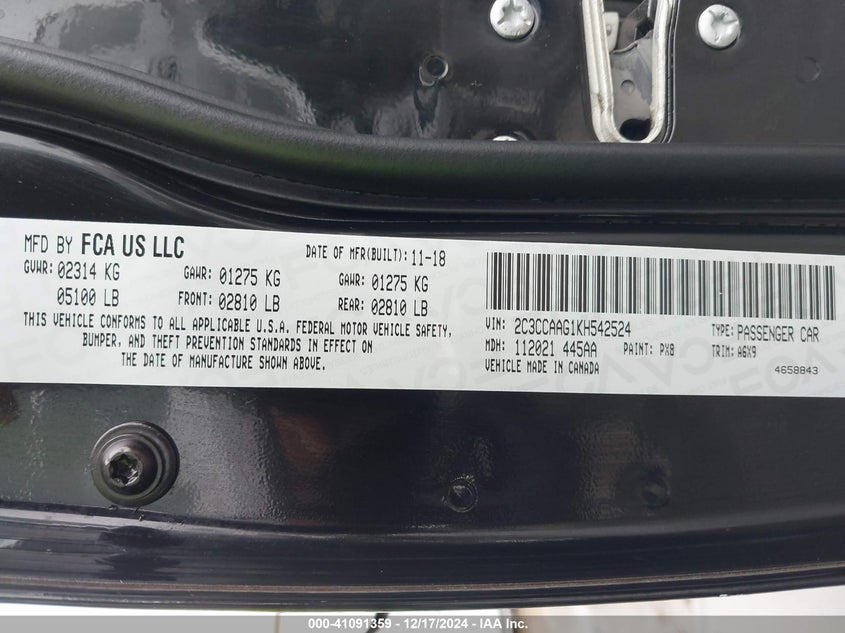 MFD BY FCA US LLC DATE OF MFR(BUILT): 11-18
GVWR: 02314 KG GAWR: 01275 KG GAWR: 01275 KG
05100 LB FRONT: 02810 LB REAR: 02810 LB
THIS VEHICLE CONFORMS TO ALL APPLICABLE U.S.A. FEDERAL MOTOR VEHICLE SAFETY,
BUMPER, AND THEFT PREVENTION STANDARDS IN EFFECT ON
THE DATE OF MANUFACTURE SHOWN ABOVE.
VIN: 2C3CCAAG1KH542524 TYPE: PASSENGER CAR
MDH: 112021 445AA PAINT: PX8 TRIM: A6X9
VEHICLE MADE IN CANADA 4658843
000-41091359 - 12/17/2024 - IAA Inc.